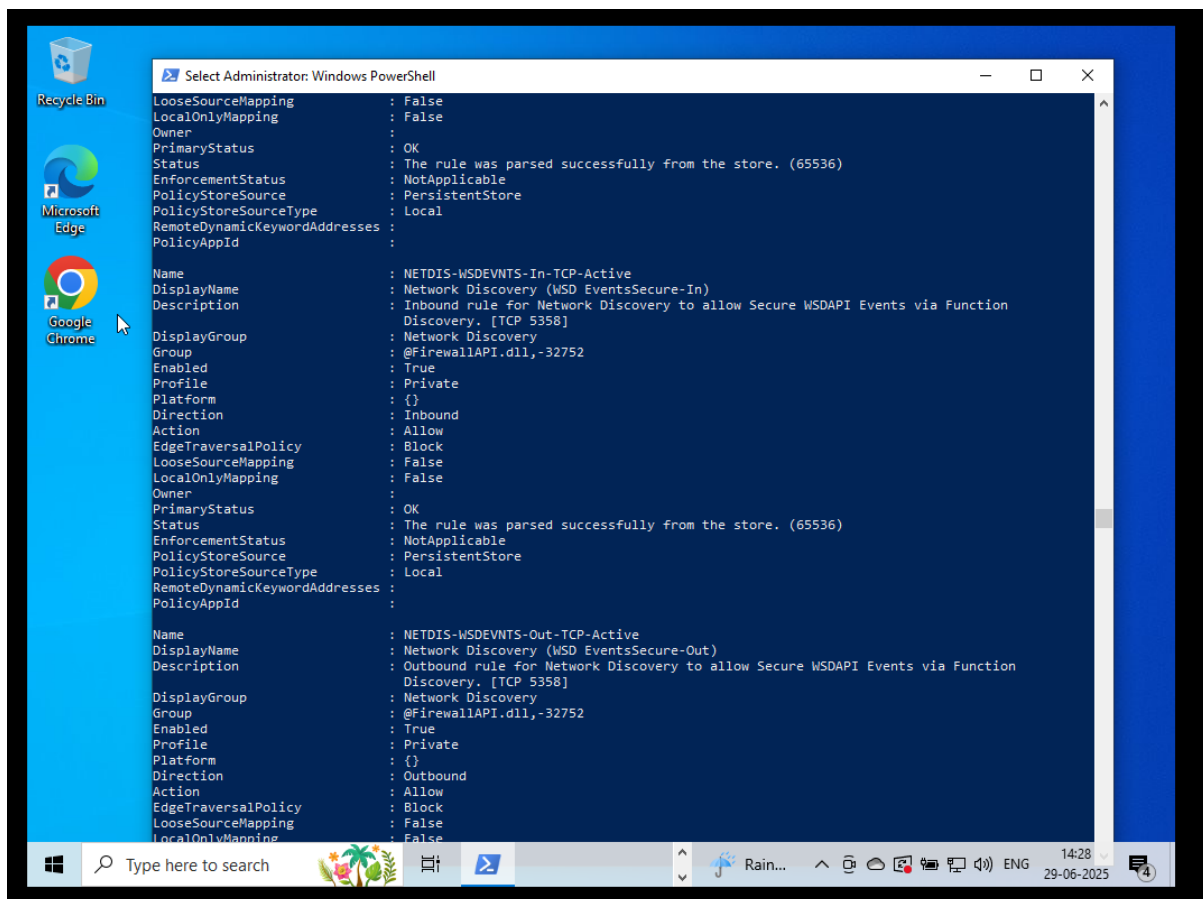 Recycle Bin
Microsoft
Edge
Google
Chrome
Select Administrator: Windows PowerShell
LooseSourceMapping : False
LocalOnlyMapping : False
Owner :
PrimaryStatus : OK
Status : The rule was parsed successfully from the store. (65536)
EnforcementStatus : NotApplicable
PolicyStoreSource : PersistentStore
PolicyStoreSourceType : Local
RemoteDynamicKeywordAddresses :
PolicyAppId :
Name : NETDIS-WSDEVNTS-In-TCP-Active
DisplayName : Network Discovery (WSD EventsSecure-In)
Description : Inbound rule for Network Discovery to allow Secure WSDAPI Events via Function
Discovery. [TCP 5358]
DisplayGroup : Network Discovery
Group : @FirewallAPI.dll,-32752
Enabled : True
Profile : Private
Platform : {}
Direction : Inbound
Action : Allow
EdgeTraversalPolicy : Block
LooseSourceMapping : False
LocalOnlyMapping : False
Owner :
PrimaryStatus : OK
Status : The rule was parsed successfully from the store. (65536)
EnforcementStatus : NotApplicable
PolicyStoreSource : PersistentStore
PolicyStoreSourceType : Local
RemoteDynamicKeywordAddresses :
PolicyAppId :
Name : NETDIS-WSDEVNTS-Out-TCP-Active
DisplayName : Network Discovery (WSD EventsSecure-Out)
Description : Outbound rule for Network Discovery to allow Secure WSDAPI Events via Function
Discovery. [TCP 5358]
DisplayGroup : Network Discovery
Group : @FirewallAPI.dll,-32752
Enabled : True
Profile : Private
Platform : {}
Direction : Outbound
Action : Allow
EdgeTraversalPolicy : Block
LooseSourceMapping : False
LocalOnlyMapping : False
Type here to search
Rain...
ENG
14:28
29-06-2025
4